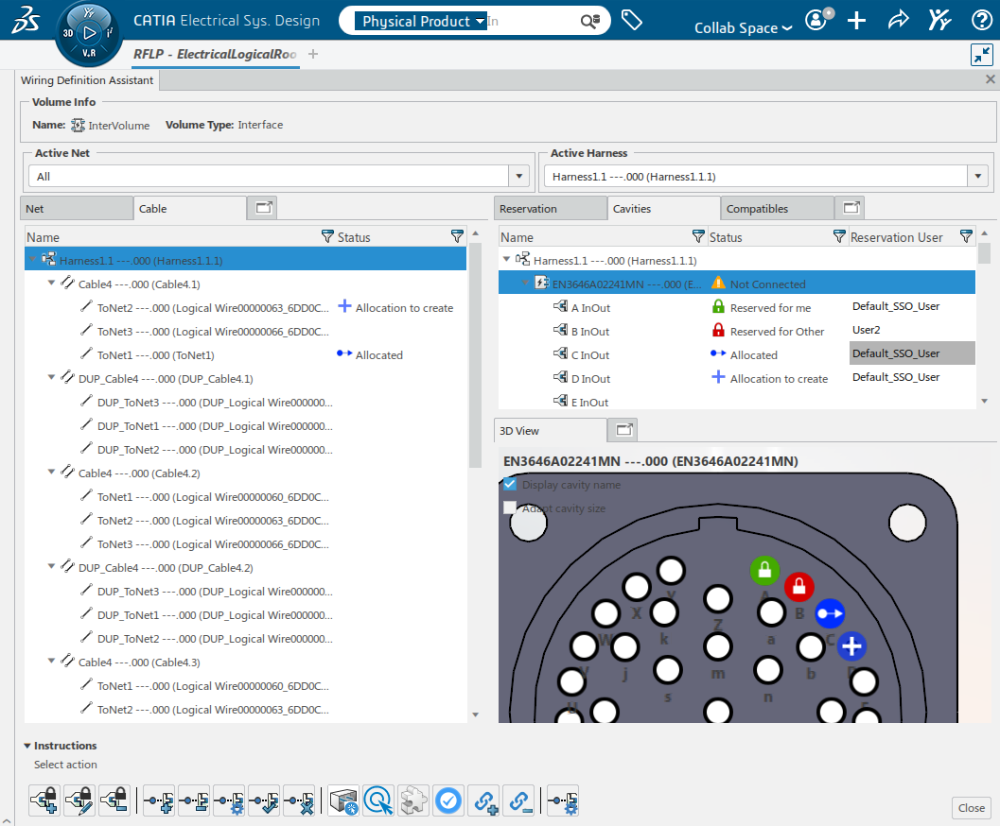 CATIA Electrical Sys. Design
Physical Product
In
Collab Space
3D
V.R
RFLP - ElectricalLogicalRoo
Wiring Definition Assistant
Volume Info
Name: InterVolume Volume Type: Interface
Active Net
All
Active Harness
Harness1.1 ---.000 (Harness1.1.1)
Net
Cable
Name
Status
Harness1.1 ---.000 (Harness1.1.1)
Cable4 ---.000 (Cable4.1)
ToNet2 ---.000 (Logical Wire00000063_6DD0C... Allocation to create
ToNet3 ---.000 (Logical Wire00000066_6DD0C...
ToNet1 ---.000 (ToNet1) Allocated
DUP_Cable4 ---.000 (DUP_Cable4.1)
DUP_ToNet3 ---.000 (DUP_Logical Wire000000...
DUP_ToNet1 ---.000 (DUP_Logical Wire000000...
DUP_ToNet2 ---.000 (DUP_Logical Wire000000...
Cable4 ---.000 (Cable4.2)
ToNet1 ---.000 (Logical Wire00000060_6DD0C...
ToNet2 ---.000 (Logical Wire00000063_6DD0C...
ToNet3 ---.000 (Logical Wire00000066_6DD0C...
DUP_Cable4 ---.000 (DUP_Cable4.2)
DUP_ToNet3 ---.000 (DUP_Logical Wire000000...
DUP_ToNet1 ---.000 (DUP_Logical Wire000000...
DUP_ToNet2 ---.000 (DUP_Logical Wire000000...
Cable4 ---.000 (Cable4.3)
ToNet1 ---.000 (Logical Wire00000060_6DD0C...
ToNet2 ---.000 (Logical Wire00000063_6DD0C...
Reservation
Cavities
Compatibles
Name
Status
Reservation User
Harness1.1 ---.000 (Harness1.1.1)
EN3646A02241MN ---.000 (E... Not Connected
A InOut Reserved for me Default_SSO_User
B InOut Reserved for Other User2
C InOut Allocated Default_SSO_User
D InOut Allocation to create Default_SSO_User
E InOut
3D View
EN3646A02241MN ---.000 (EN3646A02241MN)
Display cavity name
Adapt cavity size
Y
A
X
Z
B
W
k
a
C
V
j
m
b
D
s
n
U
E
Instructions
Select action
Close